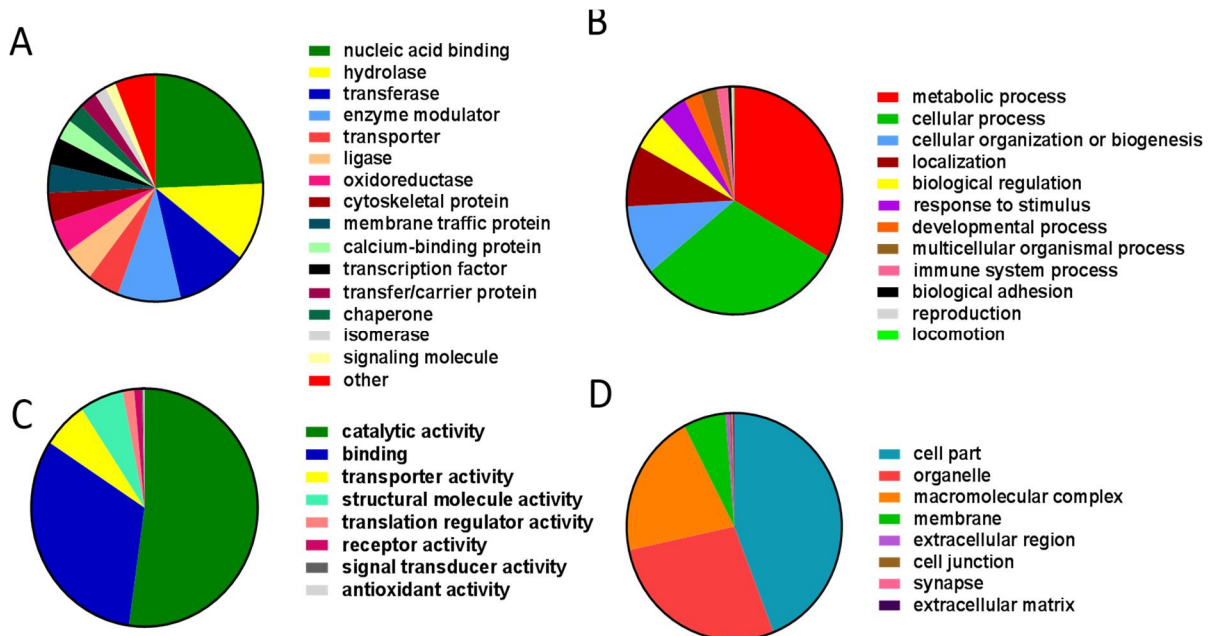 A
nucleic acid binding
hydrolase
transferase
enzyme modulator
transporter
ligase
oxidoreductase
cytoskeletal protein
membrane traffic protein
calcium-binding protein
transcription factor
transfer/carrier protein
chaperone
isomerase
signaling molecule
other
B
metabolic process
cellular process
cellular organization or biogenesis
localization
biological regulation
response to stimulus
developmental process
multicellular organismal process
immune system process
biological adhesion
reproduction
locomotion
C
catalytic activity
binding
transporter activity
structural molecule activity
translation regulator activity
receptor activity
signal transducer activity
antioxidant activity
D
cell part
organelle
macromolecular complex
membrane
extracellular region
cell junction
synapse
extracellular matrix